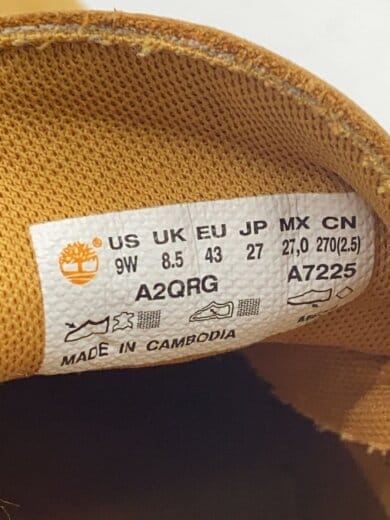 US UK EU JP MX CN
9W 8.5 43 27 27,0 270(2.5)
A2QRG A7225
MADE IN CAMBODIA